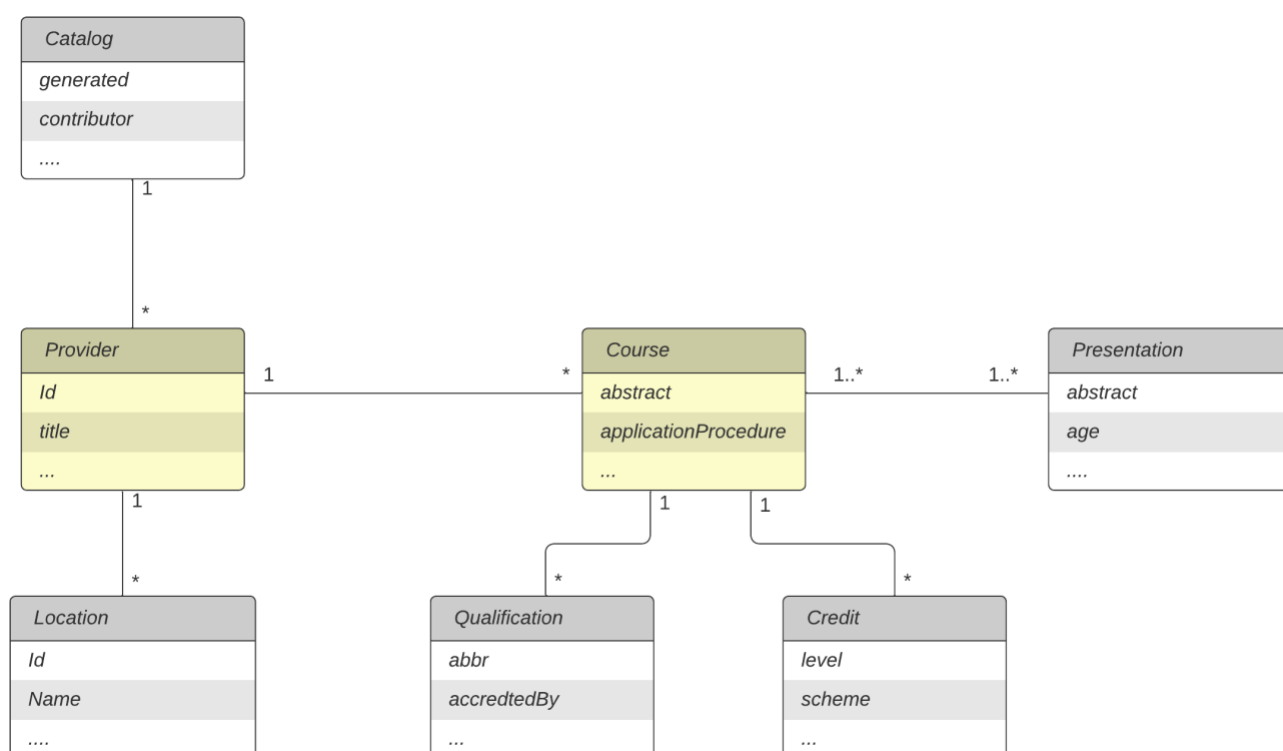 Catalog
generated
contributor
....
1
*
Provider
Id
title
...
1
*
Course
abstract
applicationProcedure
...
1..*
1..*
Presentation
abstract
age
....
1
*
Location
Id
Name
....
1
*
Qualification
abbr
accredtedBy
...
1
*
Credit
level
scheme
...